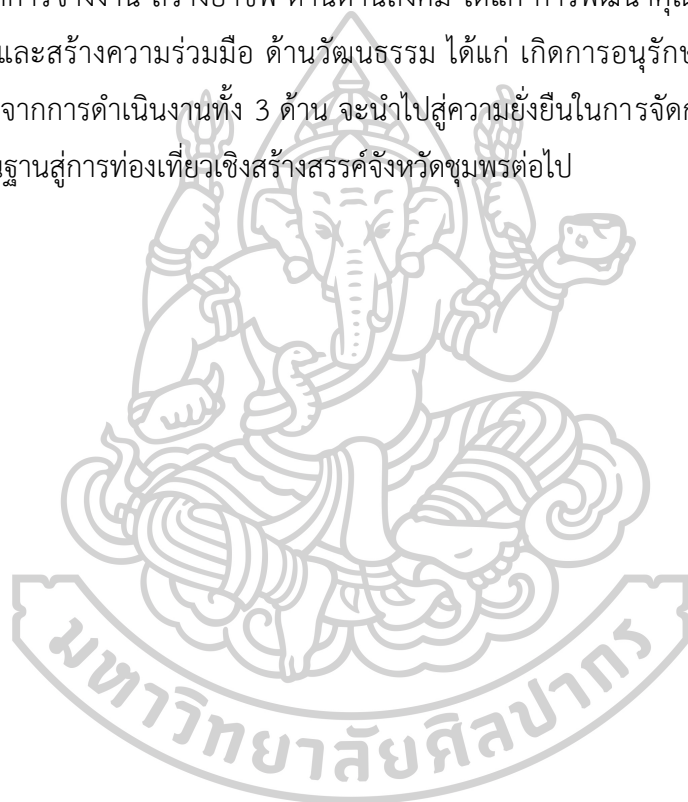 การจ้างงาน สร้างอาชีพ ด้านด้านสังคม ได้แก่ การพัฒนาคุณ
และสร้างความร่วมมือ ด้านวัฒนธรรม ได้แก่ เกิดการอนุรักษ
จากการดำเนินงานทั้ง 3 ด้าน จะนำไปสู่ความยั่งยืนในการจัดก
นฐานสู่การท่องเที่ยวเชิงสร้างสรรค์จังหวัดชุมพรต่อไป
มหาวิทยาลัยศิลปากร